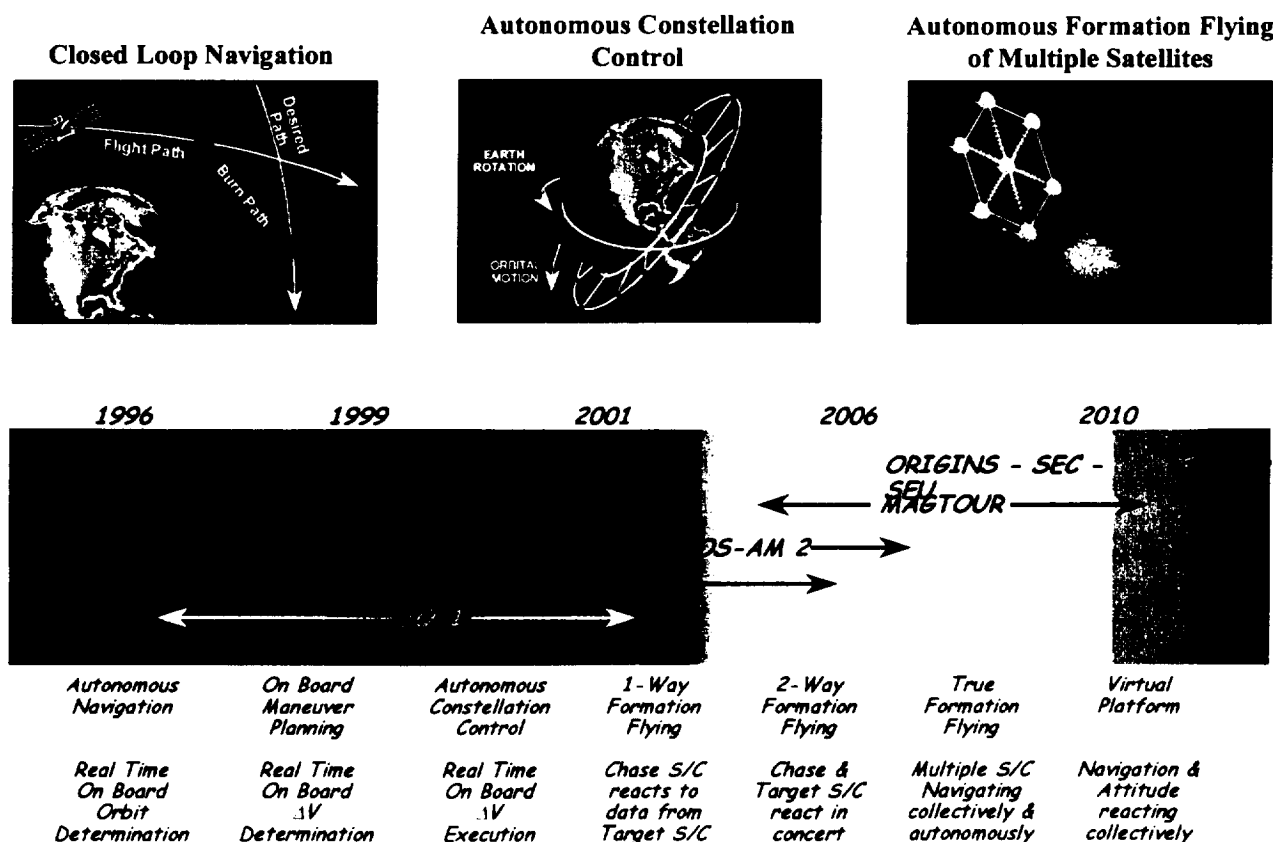 Closed Loop Navigation
Autonomous Constellation
Control
Autonomous Formation Flying
of Multiple Satellites
Flight Path
Desired
Path
Burn Path
EARTH
ROTATION
ORBITAL
MOTION
1996
1999
2001
2006
2010
ORIGINS - SEC -
SEU
MAGTOUR
OS-AM 2
1
Autonomous
Navigation
On Board
Maneuver
Planning
Autonomous
Constellation
Control
1-Way
Formation
Flying
2-Way
Formation
Flying
True
Formation
Flying
Virtual
Platform
Real Time
On Board
Orbit
Determination
Real Time
On Board
ΔV
Determination
Real Time
On Board
ΔV
Execution
Chase S/C
reacts to
data from
Target S/C
Chase &
Target S/C
react in
concert
Multiple S/C
Navigating
collectively &
autonomously
Navigation &
Attitude
reacting
collectively